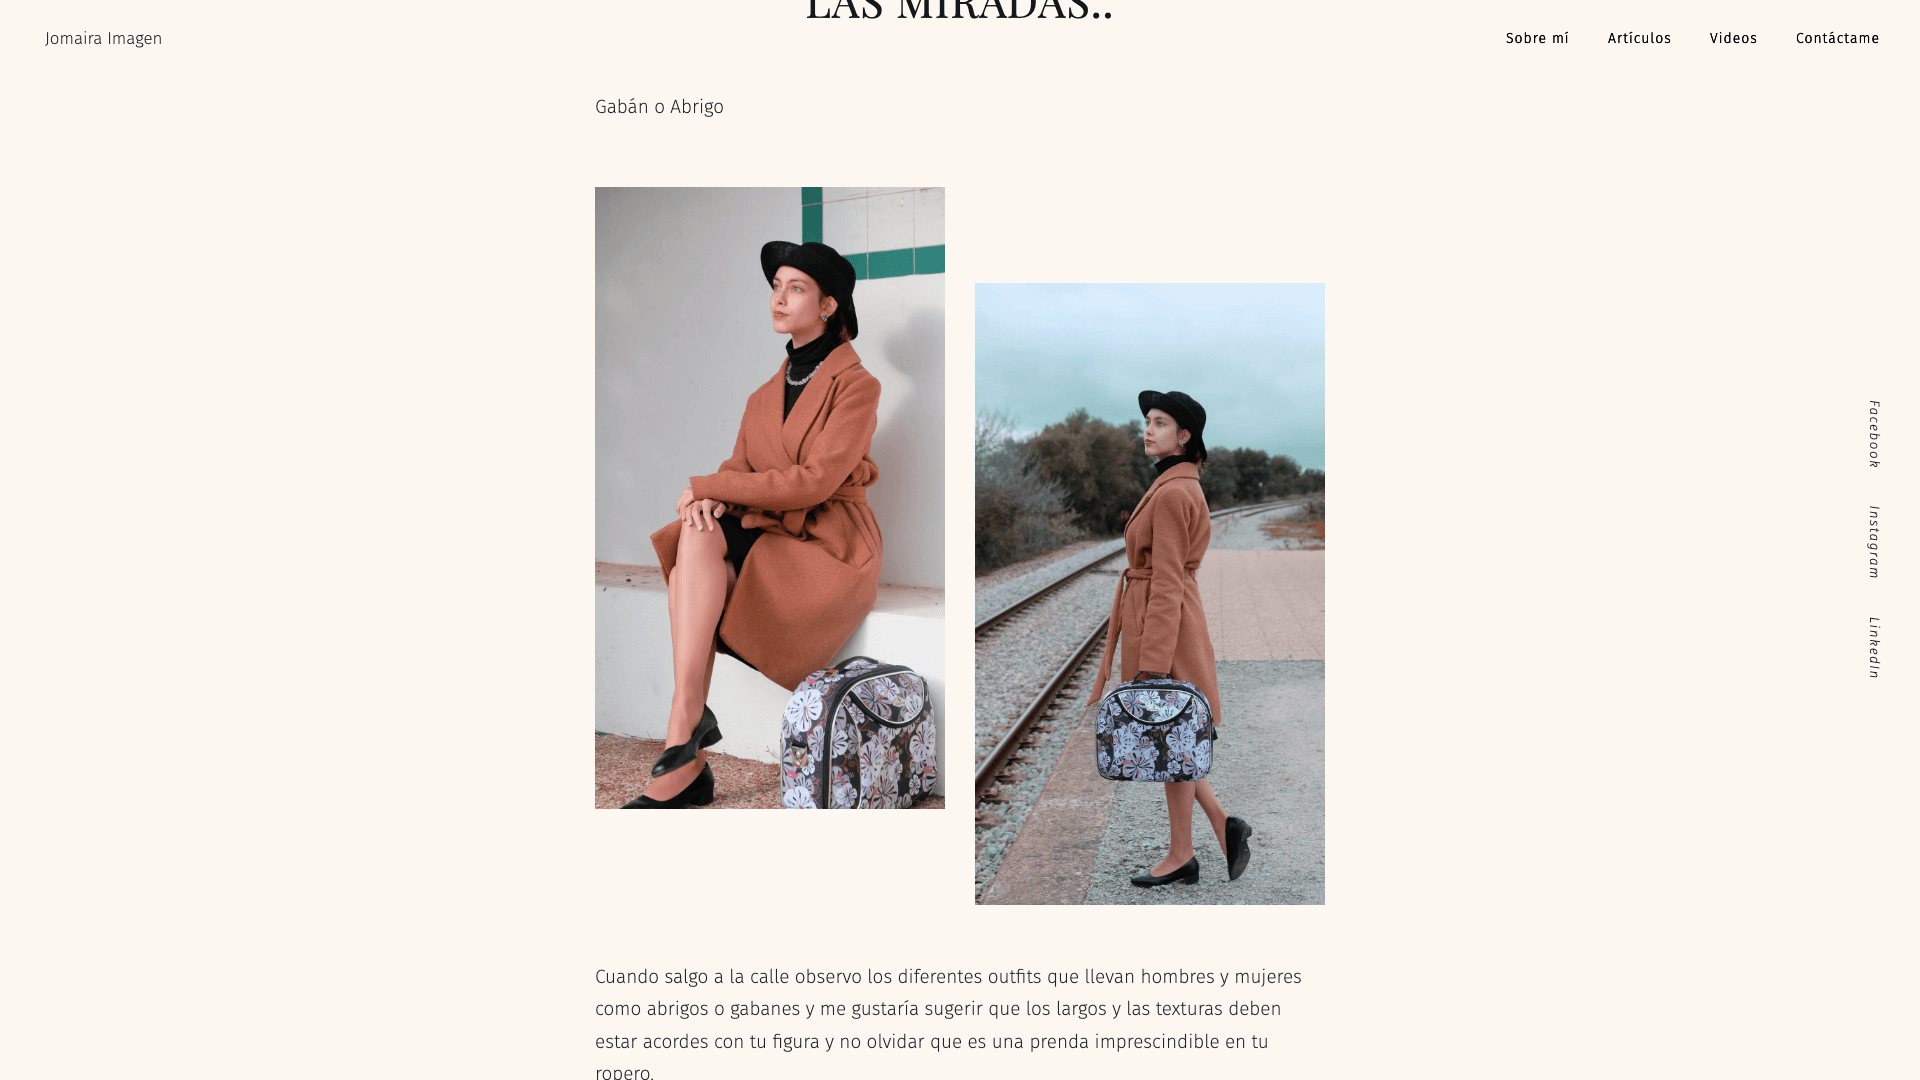 LAS MIRADAS..
Jomaira Imagen
Sobre mí
Artículos
Videos
Contáctame
Gabán o Abrigo
Facebook
Instagram
LinkedIn
Cuando salgo a la calle observo los diferentes outfits que llevan hombres y mujeres
como abrigos o gabanes y me gustaría sugerir que los largos y las texturas deben
estar acordes con tu figura y no olvidar que es una prenda imprescindible en tu
ropero.